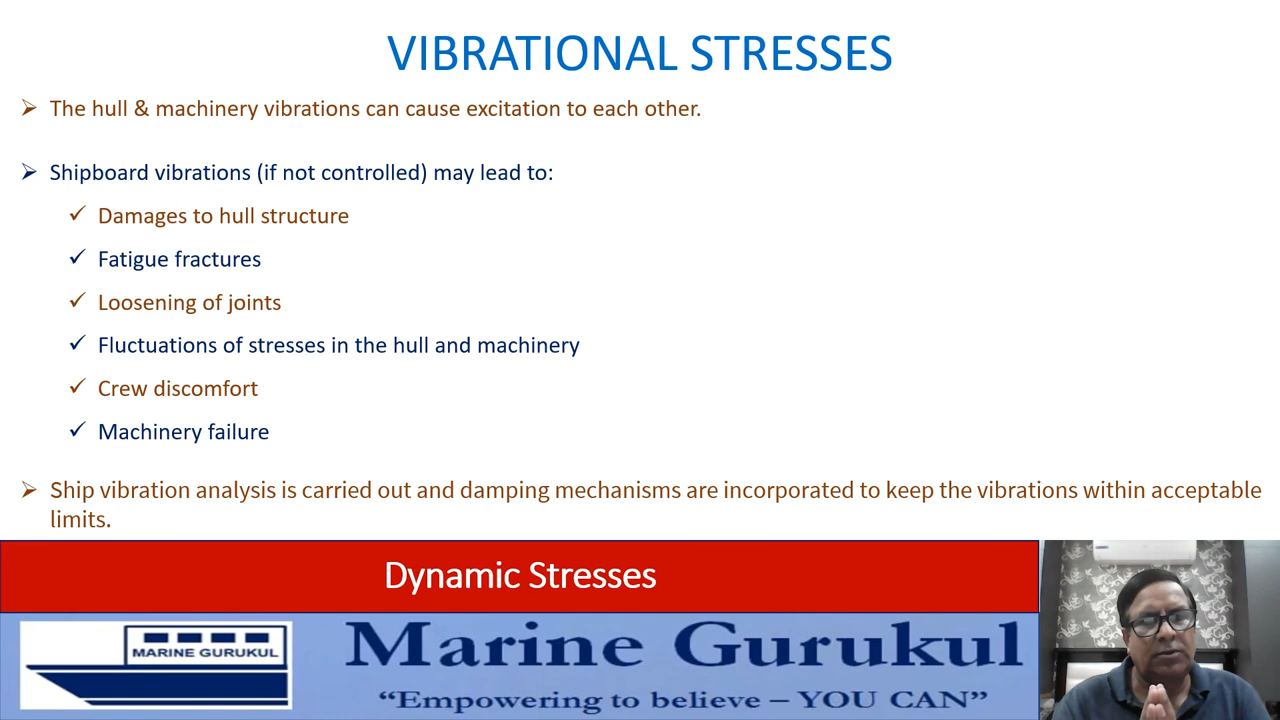 VIBRATIONAL STRESSES
➢ The hull & machinery vibrations can cause excitation to each other.
➢ Shipboard vibrations (if not controlled) may lead to:
✓ Damages to hull structure
✓ Fatigue fractures
✓ Loosening of joints
✓ Fluctuations of stresses in the hull and machinery
✓ Crew discomfort
✓ Machinery failure
➢ Ship vibration analysis is carried out and damping mechanisms are incorporated to keep the vibrations within acceptable
limits.
Dynamic Stresses
MARINE GURUKUL
Marine Gurukul
“Empowering to believe – YOU CAN”